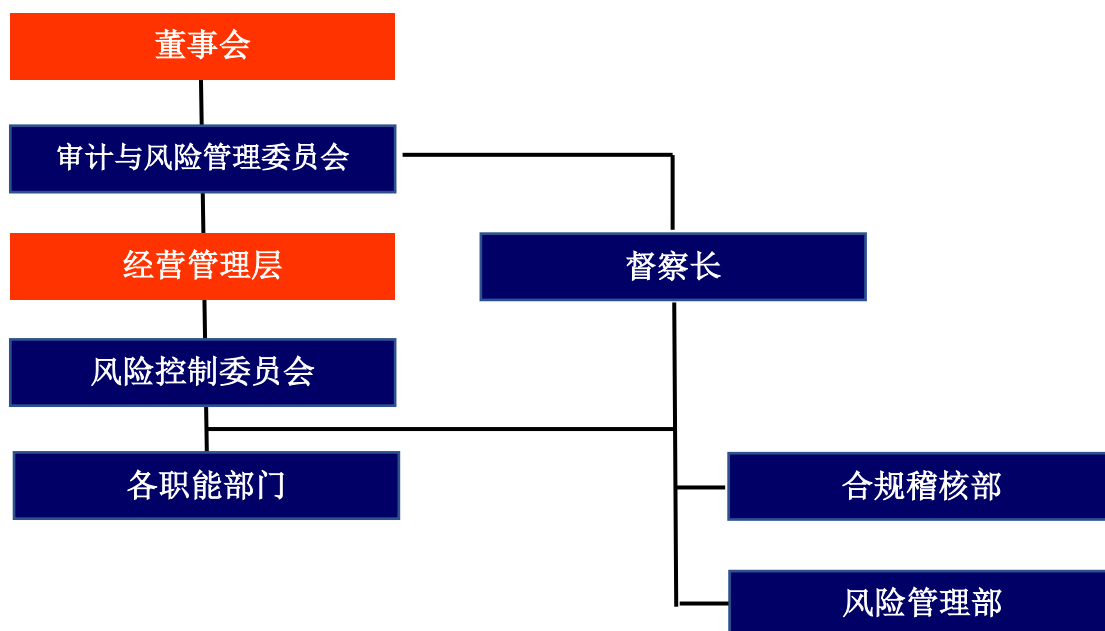 董事会
审计与风险管理委员会
经营管理层
督察长
风险控制委员会
各职能部门
合规稽核部
风险管理部